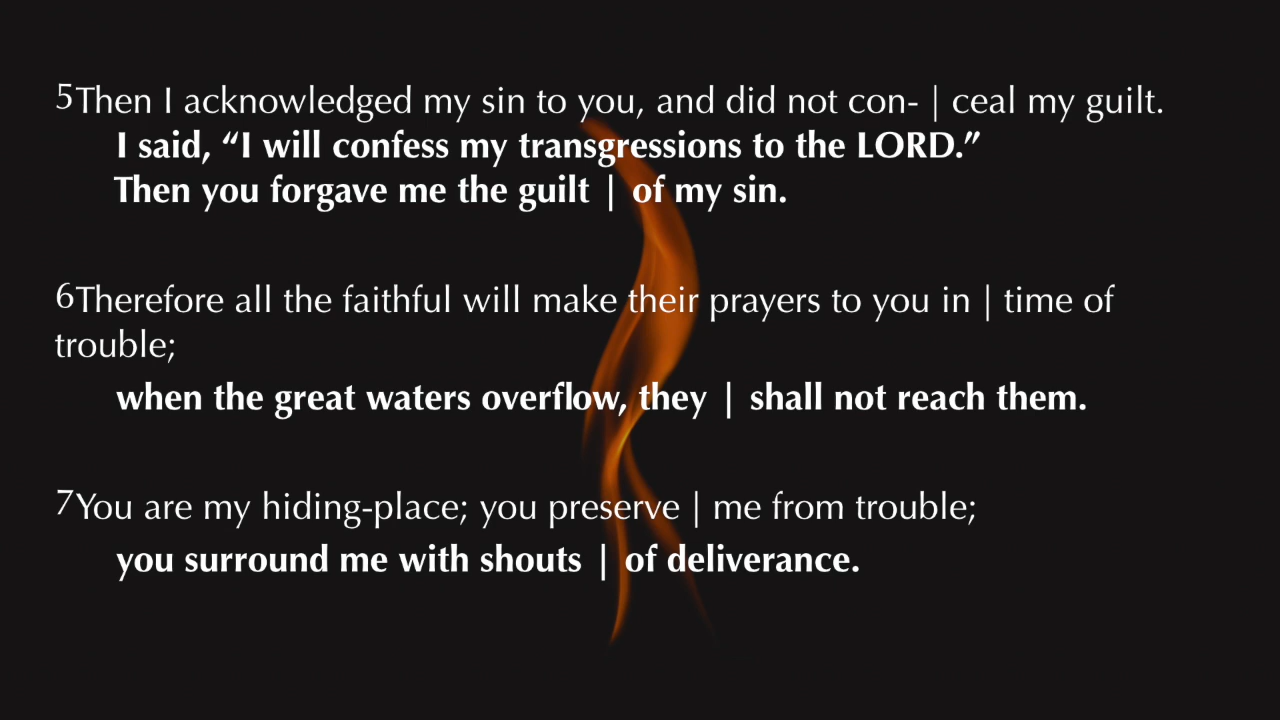 5Then I acknowledged my sin to you, and did not con- | ceal my guilt.
I said, “I will confess my transgressions to the LORD.”
Then you forgave me the guilt | of my sin.
6Therefore all the faithful will make their prayers to you in | time of
trouble;
when the great waters overflow, they | shall not reach them.
7You are my hiding-place; you preserve | me from trouble;
you surround me with shouts | of deliverance.